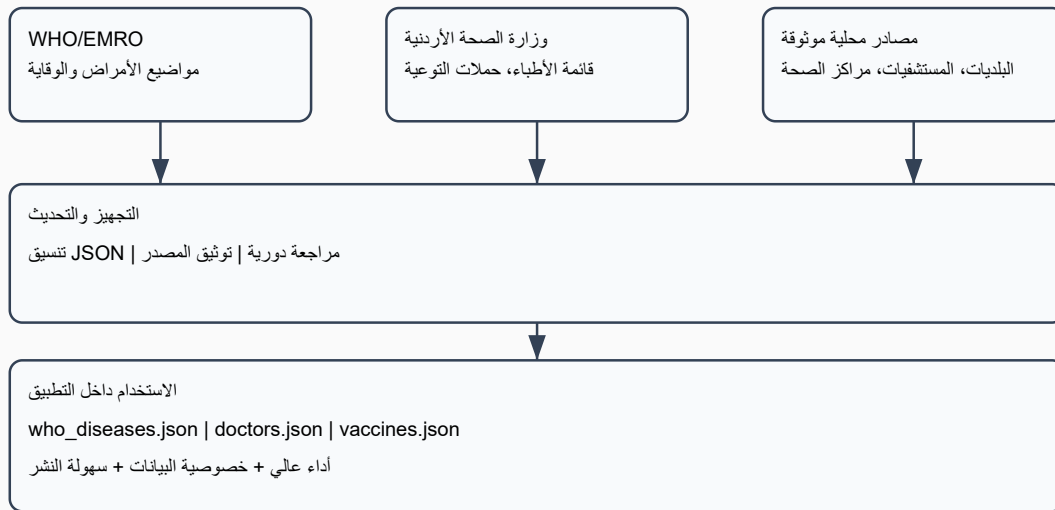 WHO/EMRO
مواضيع الأمراض والوقاية
وزارة الصحة الأردنية
قائمة الأطباء، حملات التوعية
مصادر محلية موثوقة
البلديات، المستشفيات، مراكز الصحة
التجهيز والتحديث
تنسيق JSON | مراجعة دورية | توثيق المصدر
الاستخدام داخل التطبيق
who_diseases.json | doctors.json | vaccines.json
أداء عالي + خصوصية البيانات + سهولة النشر